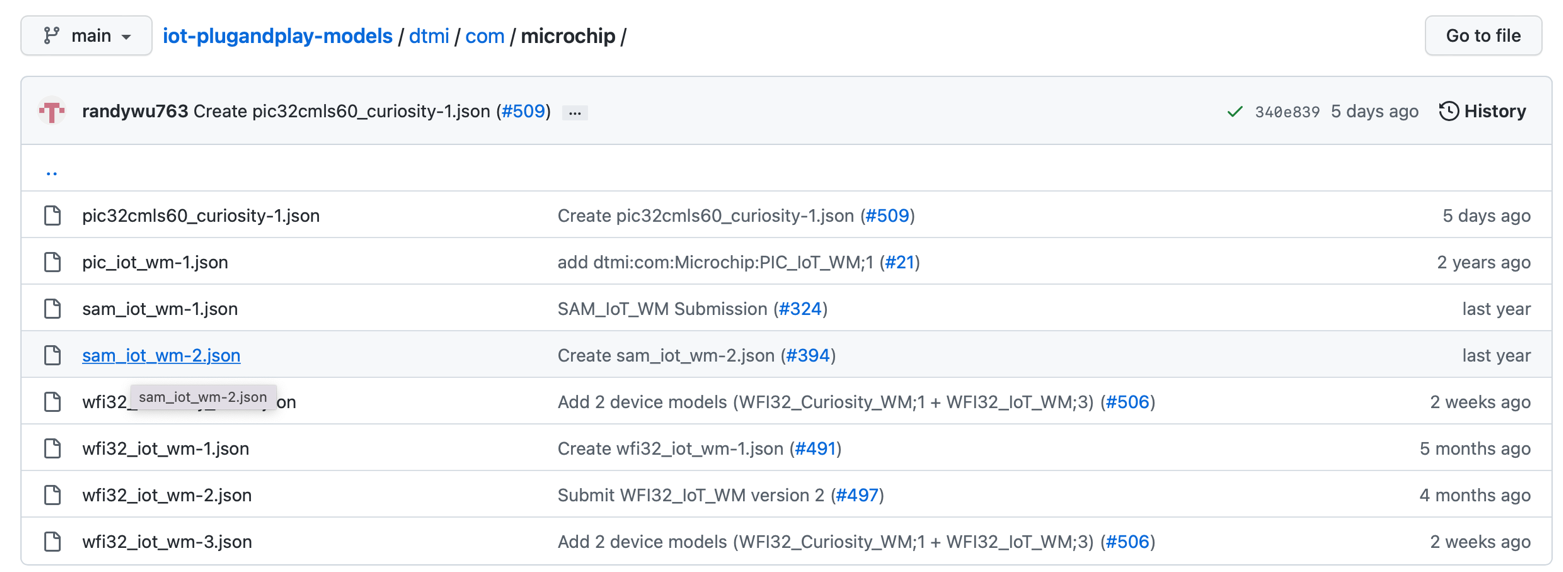 main
iot-plugandplay-models / dtmi / com / microchip /
Go to file
randywu763 Create pic32cmls60_curiosity-1.json (#509) ...
340e839 5 days ago History
..
pic32cmls60_curiosity-1.json Create pic32cmls60_curiosity-1.json (#509) 5 days ago
pic_iot_wm-1.json add dtmi:com:Microchip:PIC_IoT_WM;1 (#21) 2 years ago
sam_iot_wm-1.json SAM_IoT_WM Submission (#324) last year
sam_iot_wm-2.json Create sam_iot_wm-2.json (#394) last year
sam_iot_wm-2.json
Add 2 device models (WFI32_Curiosity_WM;1 + WFI32_IoT_WM;3) (#506) 2 weeks ago
wfi32_iot_wm-1.json Create wfi32_iot_wm-1.json (#491) 5 months ago
wfi32_iot_wm-2.json Submit WFI32_IoT_WM version 2 (#497) 4 months ago
wfi32_iot_wm-3.json Add 2 device models (WFI32_Curiosity_WM;1 + WFI32_IoT_WM;3) (#506) 2 weeks ago